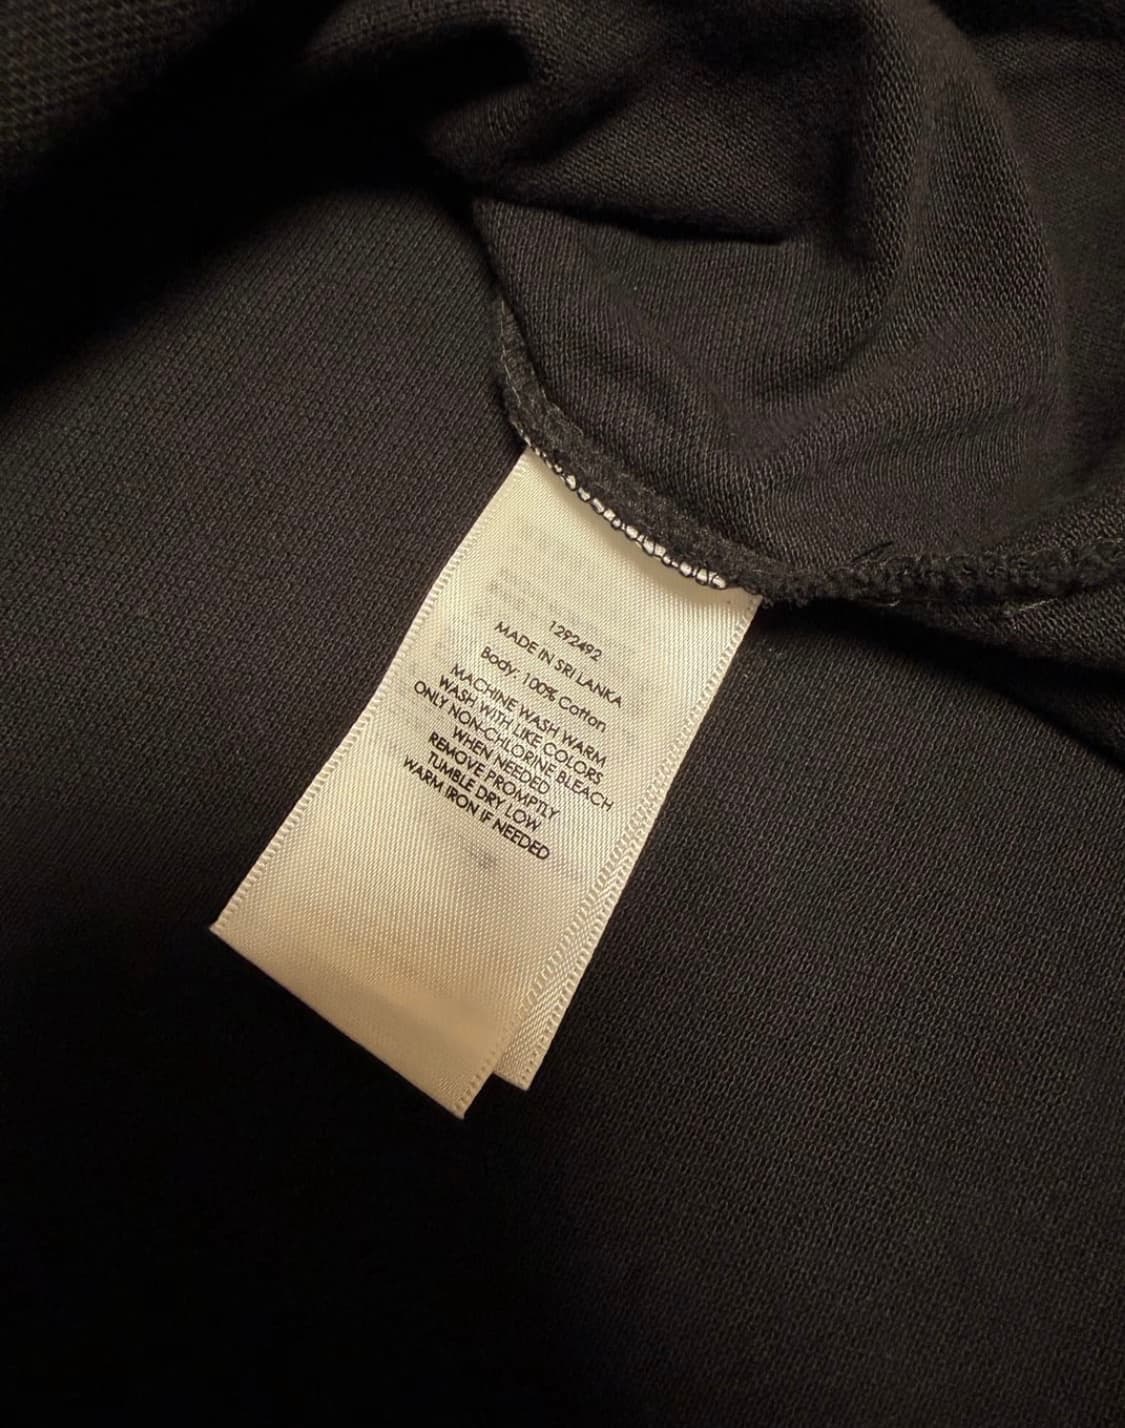 1292492
MADE IN SRI LANKA
Body: 100% Cotton
MACHINE WASH WARM
WASH WITH LIKE COLORS
ONLY NON-CHLORINE BLEACH
WHEN NEEDED
REMOVE PROMPTLY
TUMBLE DRY LOW
WARM IRON IF NEEDED